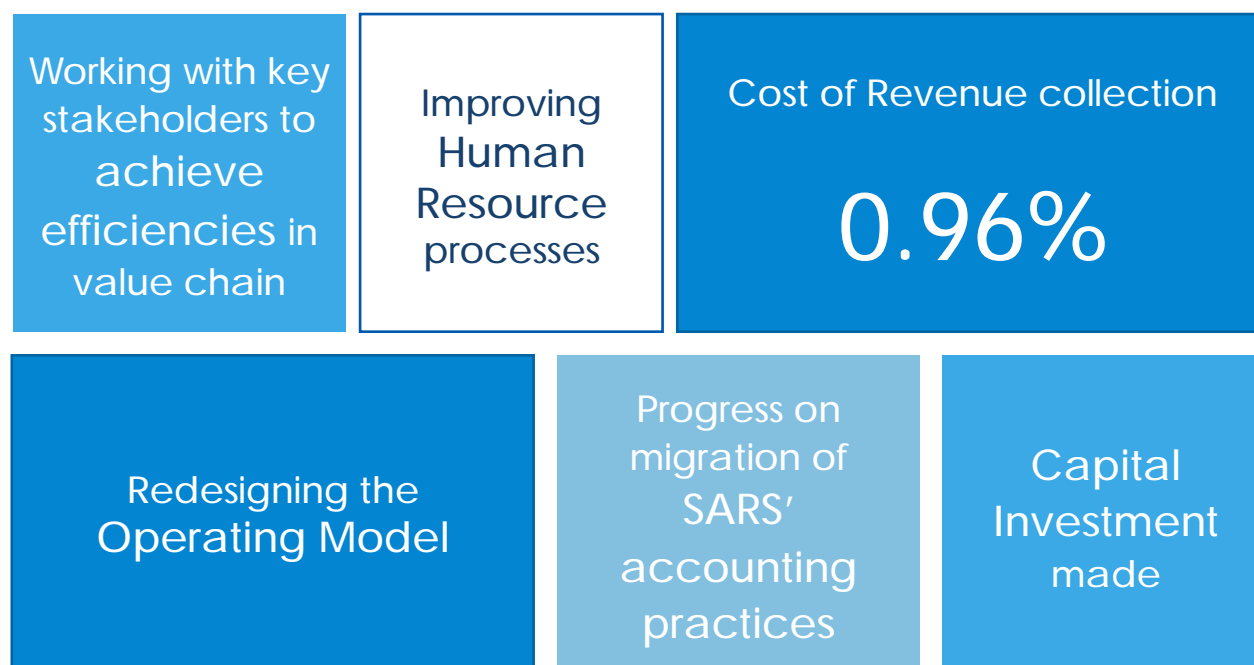 Working with key
stakeholders to
achieve
efficiencies in
value chain
Improving
Human
Resource
processes
Cost of Revenue collection
0.96%
Redesigning the
Operating Model
Progress on
migration of
SARS’
accounting
practices
Capital
Investment
made